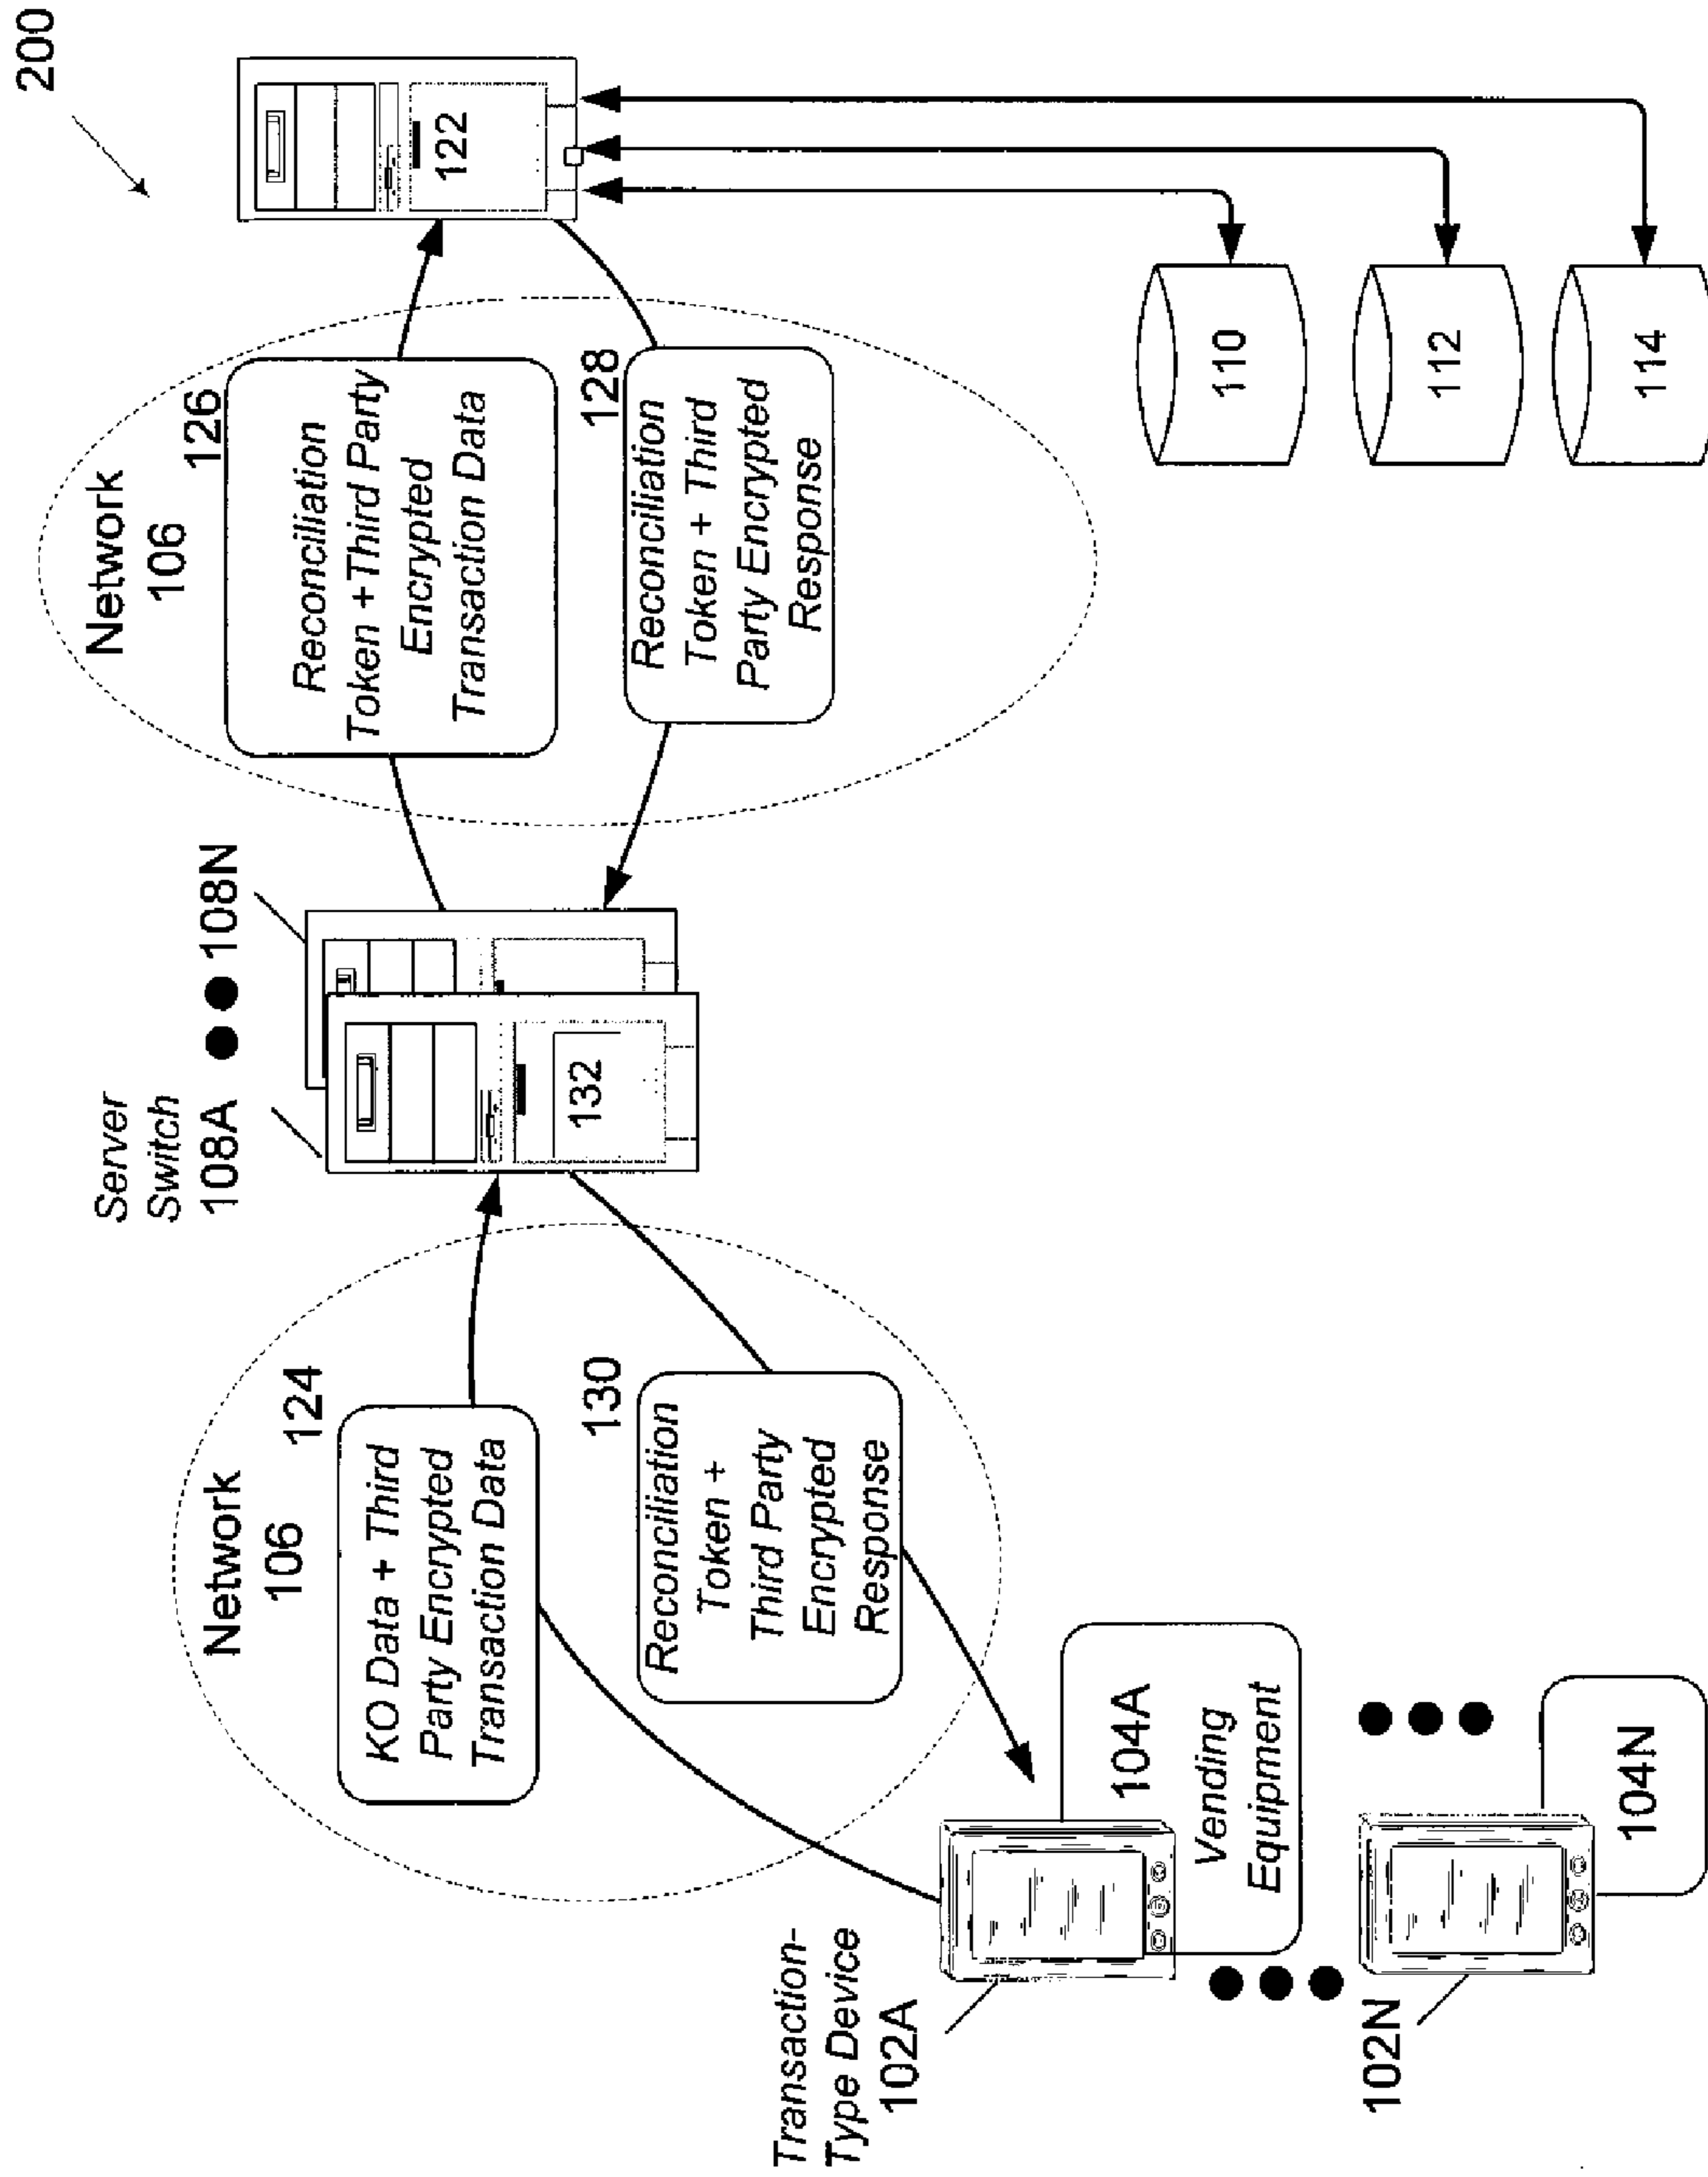 200
Network
106
126
Reconciliation
Token +Third Party
Encrypted
Transaction Data
128
Reconciliation
Token + Third
Party Encrypted
Response
122
110
112
114
Server
Switch
108A
108N
132
Network
106
124
KO Data + Third
Party Encrypted
Transaction Data
130
Reconciliation
Token +
Third Party
Encrypted
Response
Transaction-
Type Device
102A
104A
Vending
Equipment
102N
104N